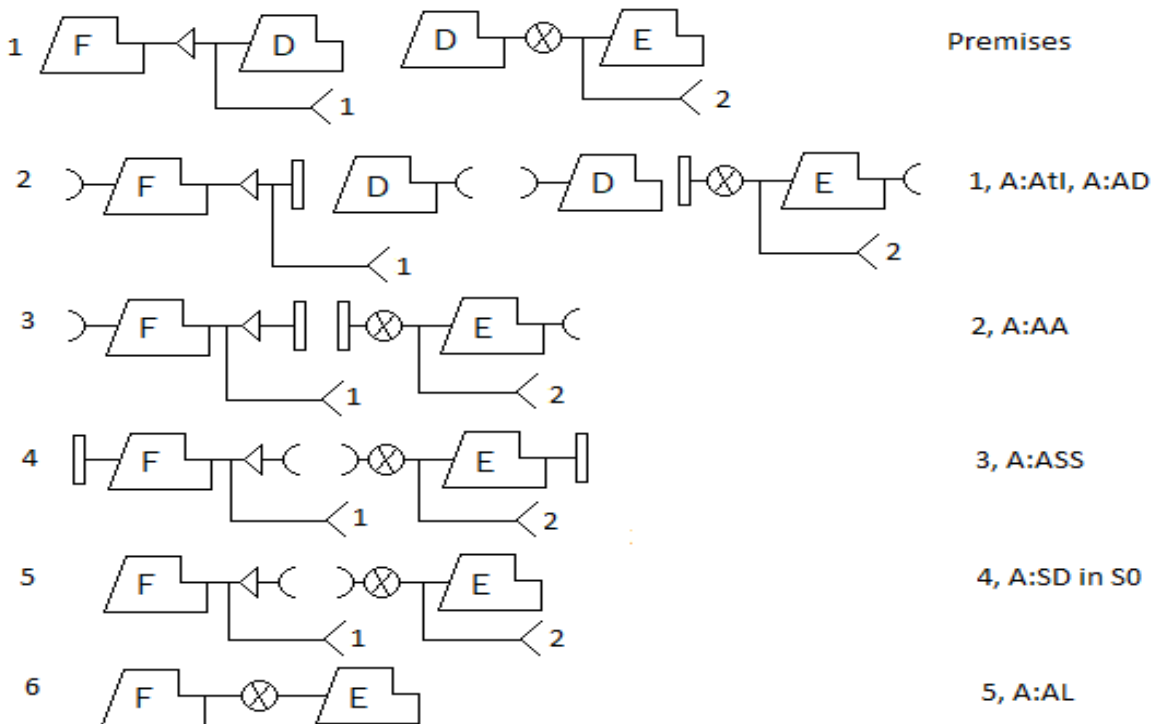 1 F D D E Premises
1 2
2 F D D E 1, A:AtI, A:AD
1 2
3 F E 2, A:AA
1 2
4 F E 3, A:ASS
1 2
5 F E 4, A:SD in S0
1 2
6 F E 5, A:AL